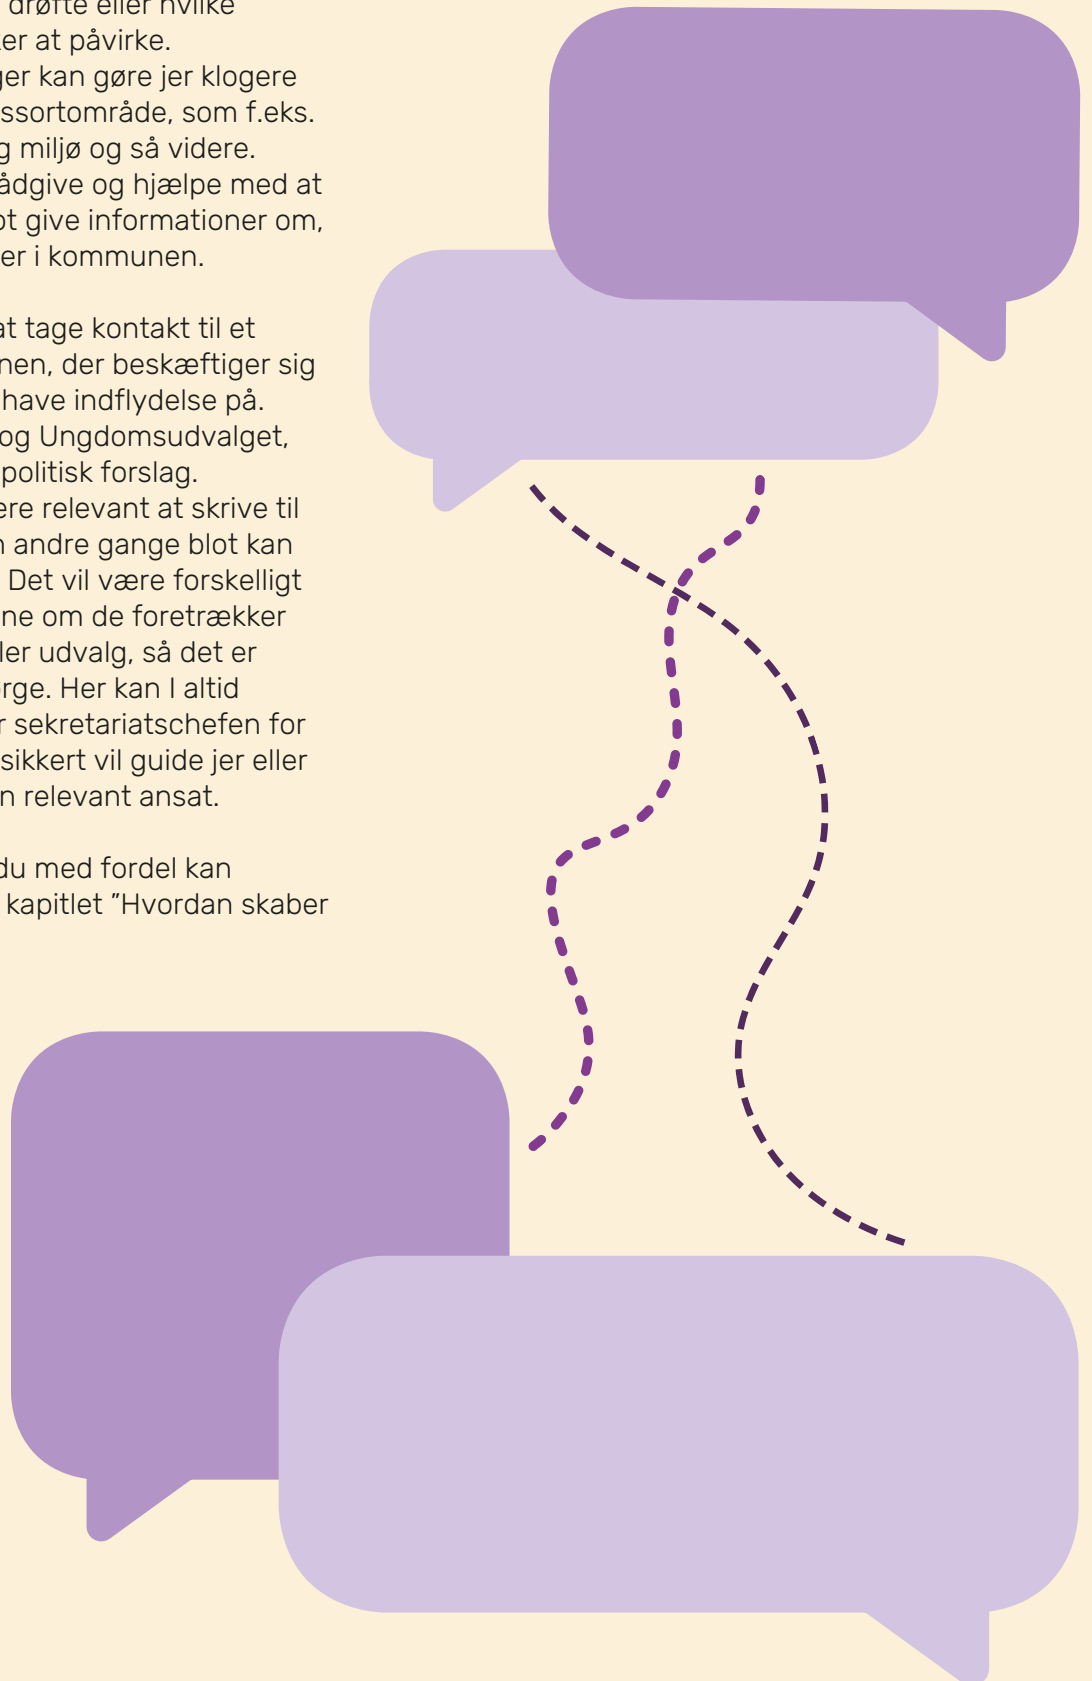 drøfte eller hvilke
er at påvirke.
ger kan gøre jer klogere
ssortområde, som f.eks.
g miljø og så videre.
ådgive og hjælpe med at
ot give informationer om,
er i kommunen.
at tage kontakt til et
nen, der beskæftiger sig
have indflydelse på.
og Ungdomsudvalget,
politisk forslag.
ere relevant at skrive til
n andre gange blot kan
Det vil være forskelligt
ne om de foretrækker
ler udvalg, så det er
ørge. Her kan I altid
r sekretariatschefen for
sikkert vil guide jer eller
n relevant ansat.
du med fordel kan
kapitlet ”Hvordan skaber